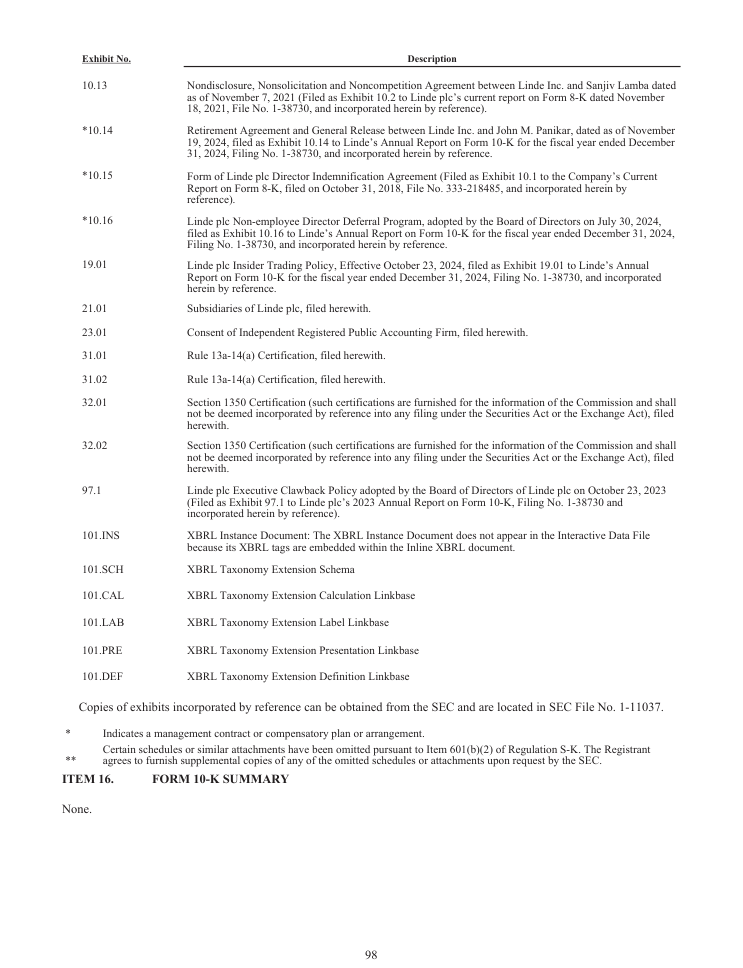 Exhibit No. Description
10.13 Nondisclosure, Nonsolicitation and Noncompetition Agreement between Linde Inc. and Sanjiv Lamba dated
as of November 7, 2021 (Filed as Exhibit 10.2 to Linde plc's current report on Form 8-K dated November
18, 2021, File No. 1-38730, and incorporated herein by reference).
*10.14 Retirement Agreement and General Release between Linde Inc. and John M. Panikar, dated as of November
19, 2024, filed as Exhibit 10.14 to Linde's Annual Report on Form 10-K for the fiscal year ended December
31, 2024, Filing No. 1-38730, and incorporated herein by reference.
*10.15 Form of Linde plc Director Indemnification Agreement (Filed as Exhibit 10.1 to the Company's Current
Report on Form 8-K, filed on October 31, 2018, File No. 333-218485, and incorporated herein by
reference).
*10.16 Linde plc Non-employee Director Deferral Program, adopted by the Board of Directors on July 30, 2024,
filed as Exhibit 10.16 to Linde's Annual Report on Form 10-K for the fiscal year ended December 31, 2024,
Filing No. 1-38730, and incorporated herein by reference.
19.01 Linde plc Insider Trading Policy, Effective October 23, 2024, filed as Exhibit 19.01 to Linde's Annual
Report on Form 10-K for the fiscal year ended December 31, 2024, Filing No. 1-38730, and incorporated
herein by reference.
21.01 Subsidiaries of Linde plc, filed herewith.
23.01 Consent of Independent Registered Public Accounting Firm, filed herewith.
31.01 Rule 13a-14(a) Certification, filed herewith.
31.02 Rule 13a-14(a) Certification, filed herewith.
32.01 Section 1350 Certification (such certifications are furnished for the information of the Commission and shall
not be deemed incorporated by reference into any filing under the Securities Act or the Exchange Act), filed
herewith.
32.02 Section 1350 Certification (such certifications are furnished for the information of the Commission and shall
not be deemed incorporated by reference into any filing under the Securities Act or the Exchange Act), filed
herewith.
97.1 Linde plc Executive Clawback Policy adopted by the Board of Directors of Linde plc on October 23, 2023
(Filed as Exhibit 97.1 to Linde plc's 2023 Annual Report on Form 10-K, Filing No. 1-38730 and
incorporated herein by reference).
101.INS XBRL Instance Document: The XBRL Instance Document does not appear in the Interactive Data File
because its XBRL tags are embedded within the Inline XBRL document.
101.SCH XBRL Taxonomy Extension Schema
101.CAL XBRL Taxonomy Extension Calculation Linkbase
101.LAB XBRL Taxonomy Extension Label Linkbase
101.PRE XBRL Taxonomy Extension Presentation Linkbase
101.DEF XBRL Taxonomy Extension Definition Linkbase
Copies of exhibits incorporated by reference can be obtained from the SEC and are located in SEC File No. 1-11037.
* Indicates a management contract or compensatory plan or arrangement.
Certain schedules or similar attachments have been omitted pursuant to Item 601(b)(2) of Regulation S-K. The Registrant
** agrees to furnish supplemental copies of any of the omitted schedules or attachments upon request by the SEC.
ITEM 16. FORM 10-K SUMMARY
None.
98